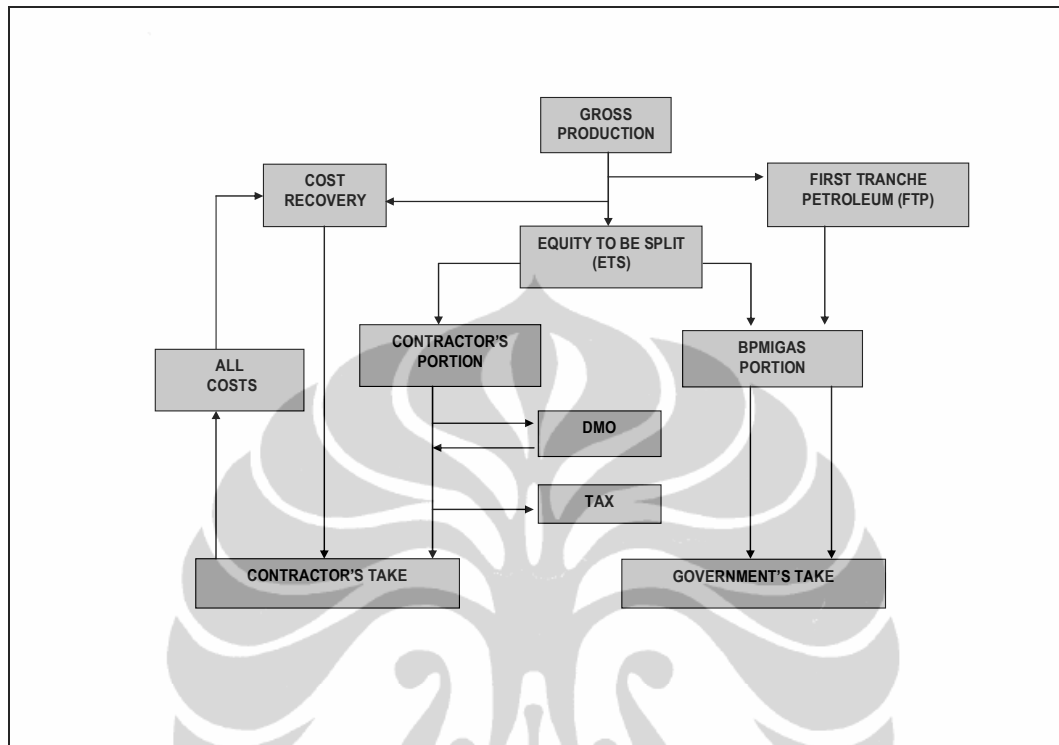 GROSS
PRODUCTION
COST
RECOVERY
FIRST TRANCHE
PETROLEUM (FTP)
EQUITY TO BE SPLIT
(ETS)
CONTRACTOR'S
PORTION
BPMIGAS
PORTION
ALL
COSTS
DMO
TAX
CONTRACTOR'S TAKE
GOVERNMENT'S TAKE